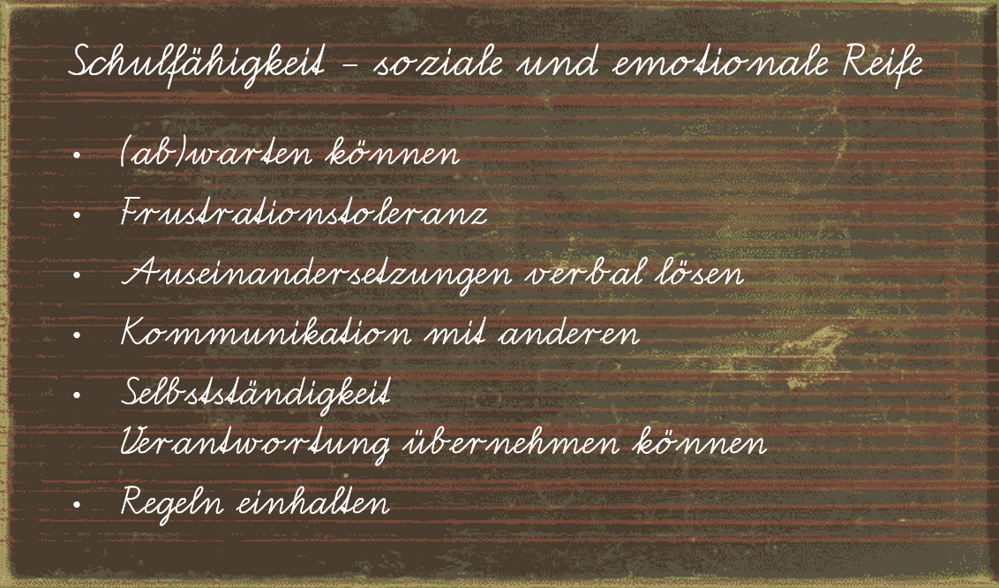 Schulfähigkeit – soziale und emotionale Reife
• (ab)warten können
• Frustrationstoleranz
• Auseinandersetzungen verbal lösen
• Kommunikation mit anderen
• Selbstständigkeit
Verantwortung übernehmen können
• Regeln einhalten